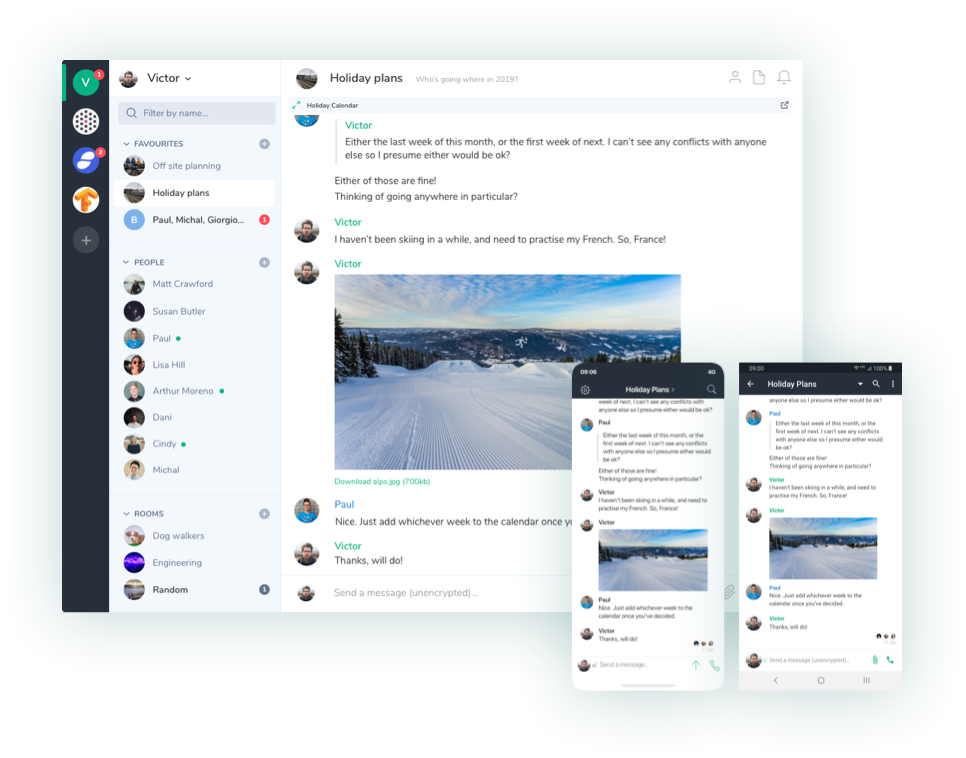 V
1
2
Victor
Filter by name...
FAVOURITES
Off site planning
Holiday plans
B
Paul, Michal, Giorgio...
1
PEOPLE
Matt Crawford
Susan Butler
Paul
Lisa Hill
Arthur Moreno
Dani
Cindy
Michal
ROOMS
Dog walkers
Engineering
Random
1
Holiday plans
Who's going where in 2019?
Holiday Calendar
Victor
Either the last week of this month, or the first week of next. I can't see any conflicts with anyone
else so I presume either would be ok?
Either of those are fine!
Thinking of going anywhere in particular?
Victor
I haven't been skiing in a while, and need to practise my French. So, France!
Victor
Download alps.jpg (700kb)
Paul
Nice. Just add whichever week to the calendar once yo
Victor
Thanks, will do!
Send a message (unencrypted)...
09:06
4G
Holiday Plans
week of next. I can't see any conflicts with
anyone else so I presume either would be ok?
Paul
Either the last week of this month, or the
first week of next. I can't see any conflicts
with anyone else so I presume either would
be ok?
Either of those are fine!
Thinking of going anywhere in particular?
Victor
I haven't been skiing in a while, and need to
practise my French. So, France!
Victor
Paul
Nice. Just add whichever week to the
calendar once you've decided.
Victor
Thanks, will do!
Send a message...
09:00
100%
Holiday Plans
anyone else so I presume either would be ok?
Paul
Either the last week of this month, or the
first week of next. I can't see any conflicts
with anyone else so I presume either would
be ok?
Either of those are fine!
Thinking of going anywhere in particular?
Victor
I haven't been skiing in a while, and need to
practise my French. So, France!
Victor
Paul
Nice. Just add whichever week to the
calendar once you've decided.
Victor
Thanks, will do!
Send a message (unencrypted)...